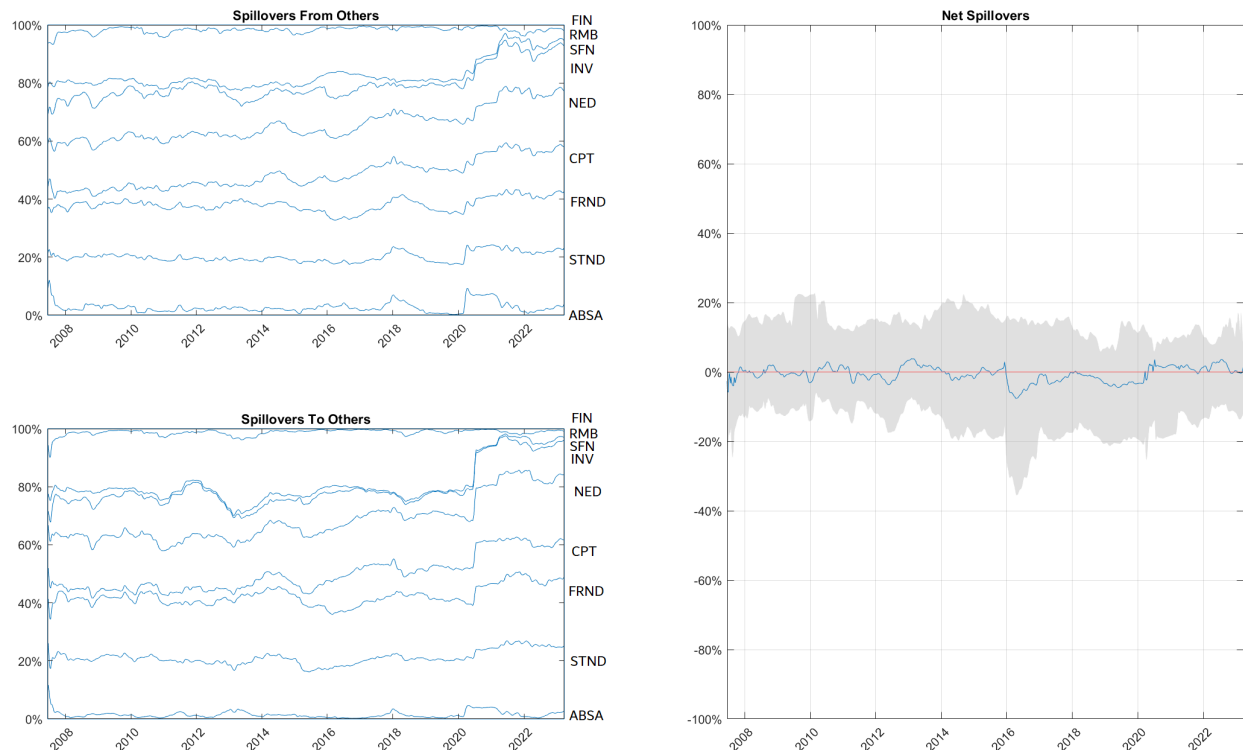 Spillovers From Others
100%
80%
60%
40%
20%
0%
2008
2010
2012
2014
2016
2018
2020
2022
FIN
RMB
SFN
INV
NED
CPT
FRND
STND
ABSA
Spillovers To Others
100%
80%
60%
40%
20%
0%
2008
2010
2012
2014
2016
2018
2020
2022
FIN
RMB
SFN
INV
NED
CPT
FRND
STND
ABSA
Net Spillovers
100%
80%
60%
40%
20%
0%
-20%
-40%
-60%
-80%
-100%
2008
2010
2012
2014
2016
2018
2020
2022